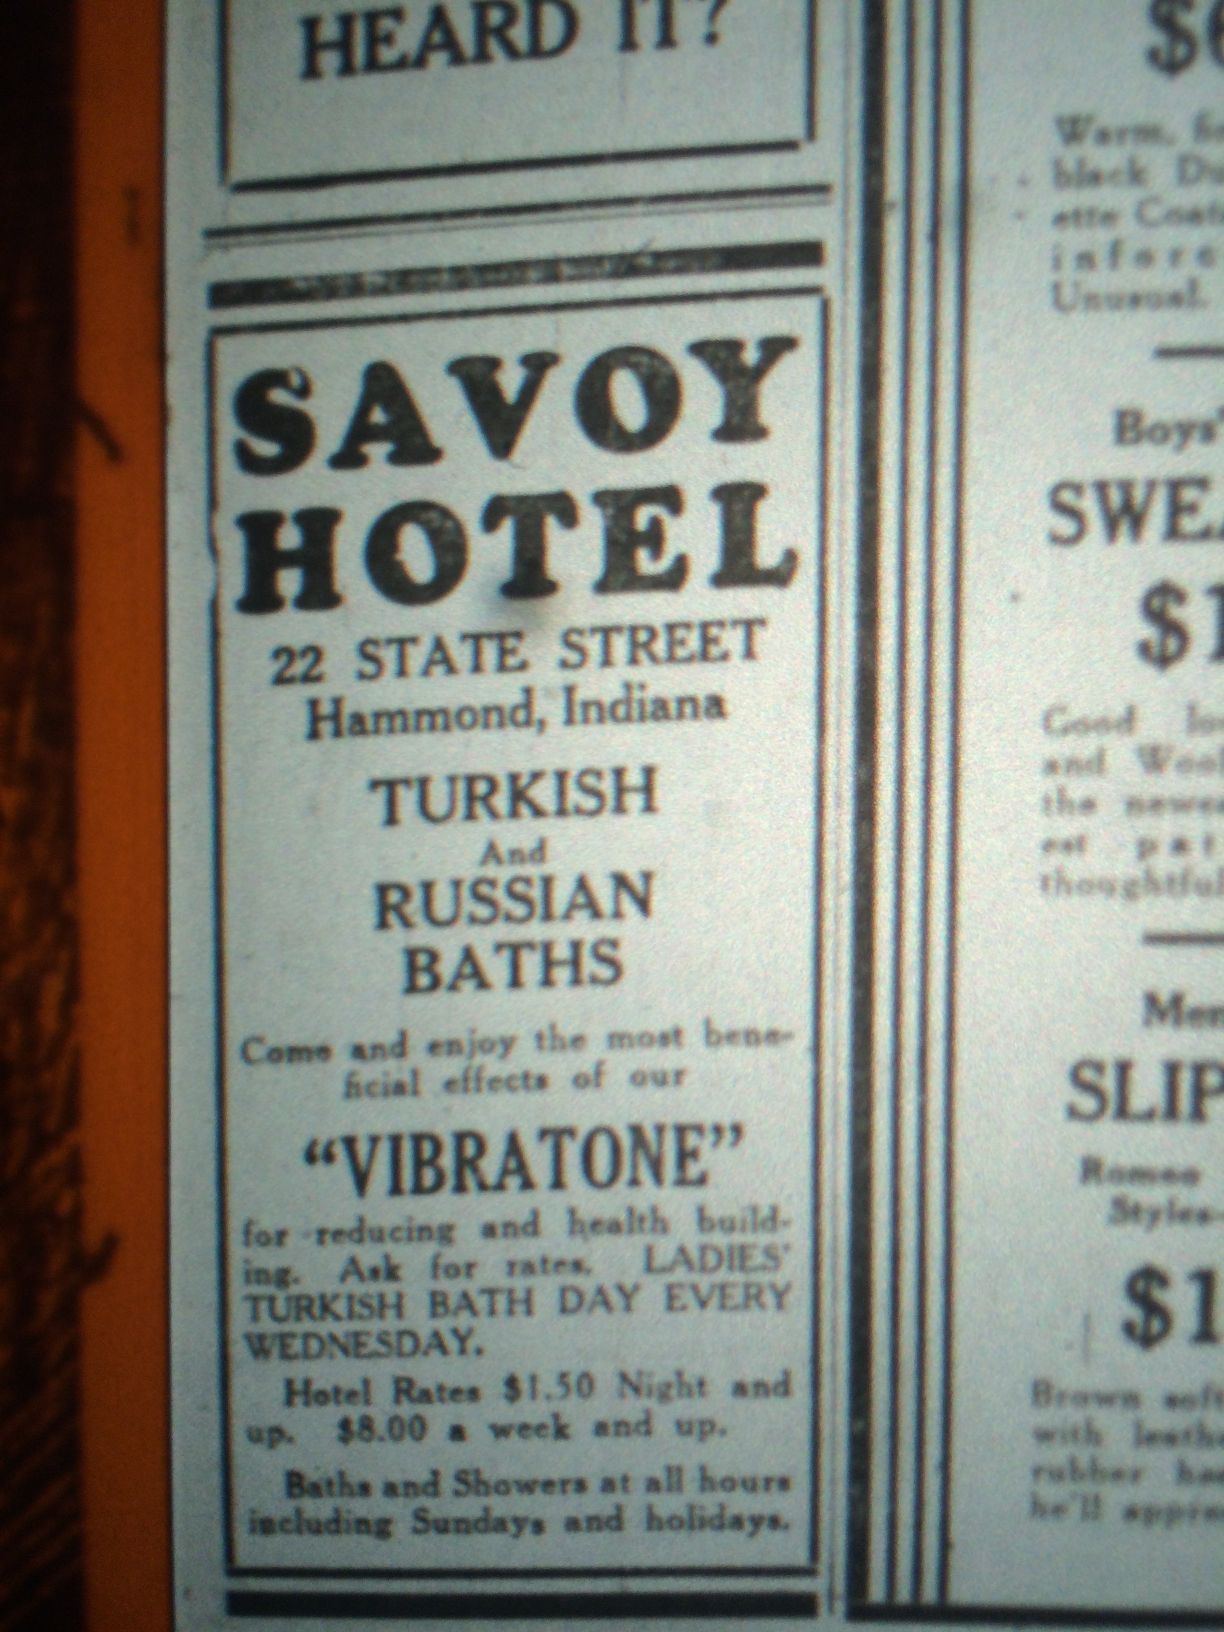 HEARD IT?
SAVOY
HOTEL
22 STATE STREET
Hammond, Indiana
TURKISH
And
RUSSIAN
BATHS
Come and enjoy the most bene-
ficial effects of our
"VIBRATONE"
for reducing and health build-
ing. Ask for rates. LADIES'
TURKISH BATH DAY EVERY
WEDNESDAY.
Hotel Rates $1.50 Night and
up. $8.00 a week and up.
Baths and Showers at all hours
including Sundays and holidays.
$6
Warm,
black
ette
Unusual.
Boys'
$1
Good
and
the
est
Romeo
Styles-
$1
Brown
with
rubber
he'll